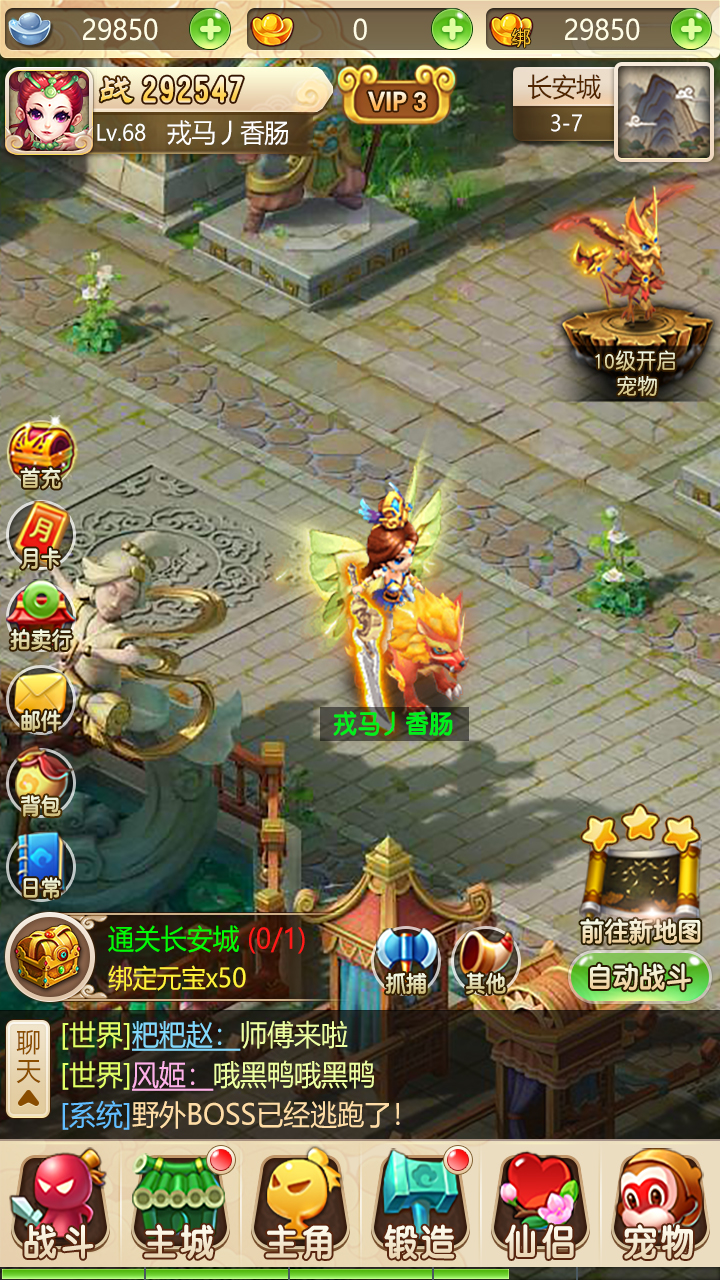 29850
0
绑
29850
战 292547
VIP 3
长安城
Lv.68 戎马丿香肠
3-7
10级开启
宠物
首充
月
月卡
拍卖行
邮件
戎马丿香肠
背包
日常
前往新地图
通关长安城 (0/1)
绑定元宝x50
抓捕
其他
自动战斗
聊天
[世界]粑粑赵：师傅来啦
[世界]风姬：哦黑鸭哦黑鸭
[系统]野外BOSS已经逃跑了!
战斗
主城
主角
锻造
仙侣
宠物